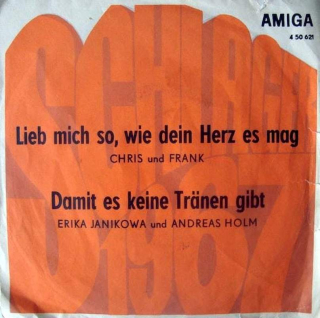 AMIGA
4 50 621
SCHLAGER
Lieb mich so, wie dein Herz es mag
CHRIS und FRANK
Damit es keine Tränen gibt
ERIKA JANIKOWA und ANDREAS HOLM
1967